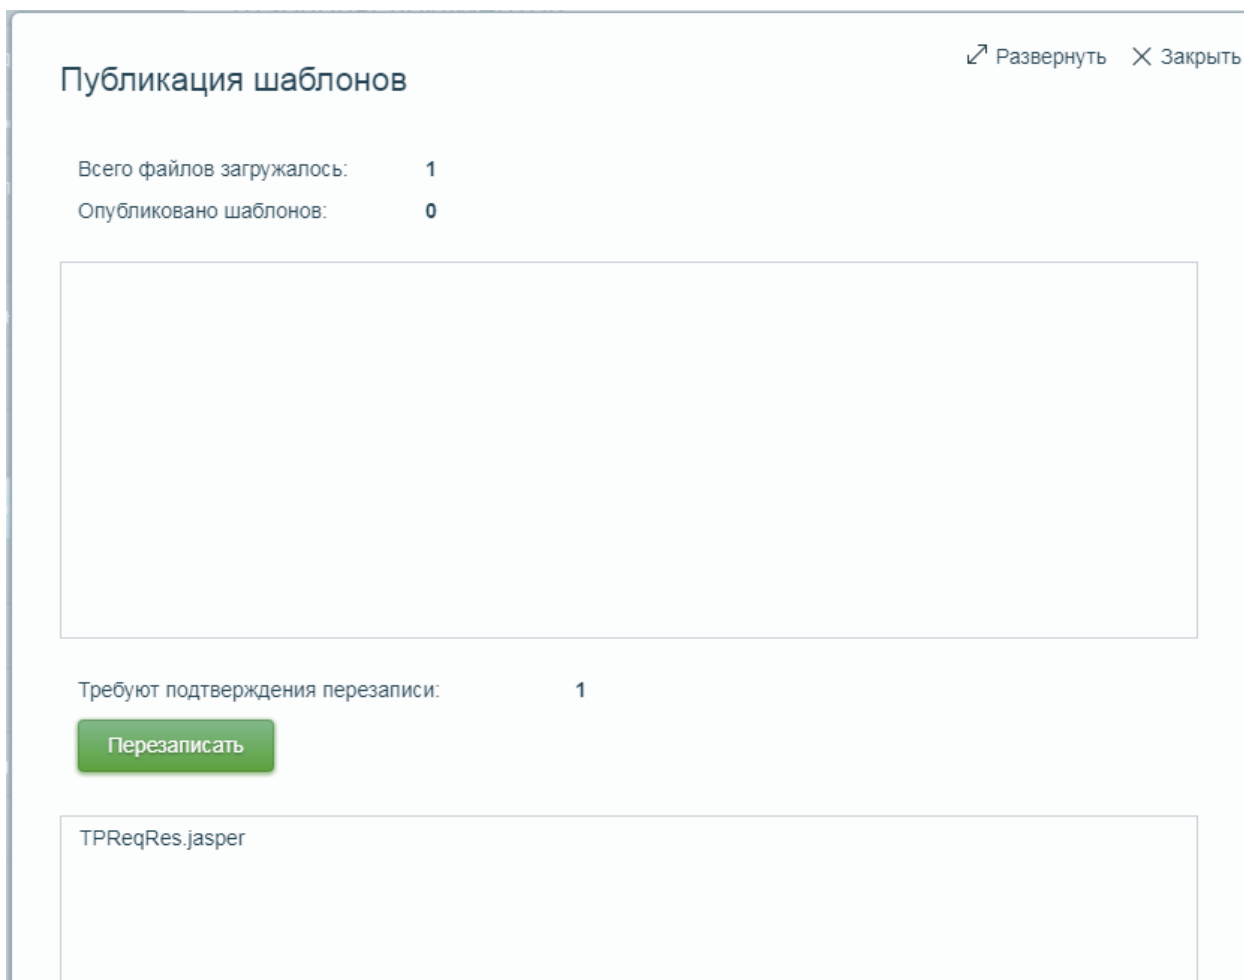 Развернуть Закрыть
Публикация шаблонов
Всего файлов загружалось: 1
Опубликовано шаблонов: 0
Требуют подтверждения перезаписи: 1
Перезаписать
TPReqRes.jasper